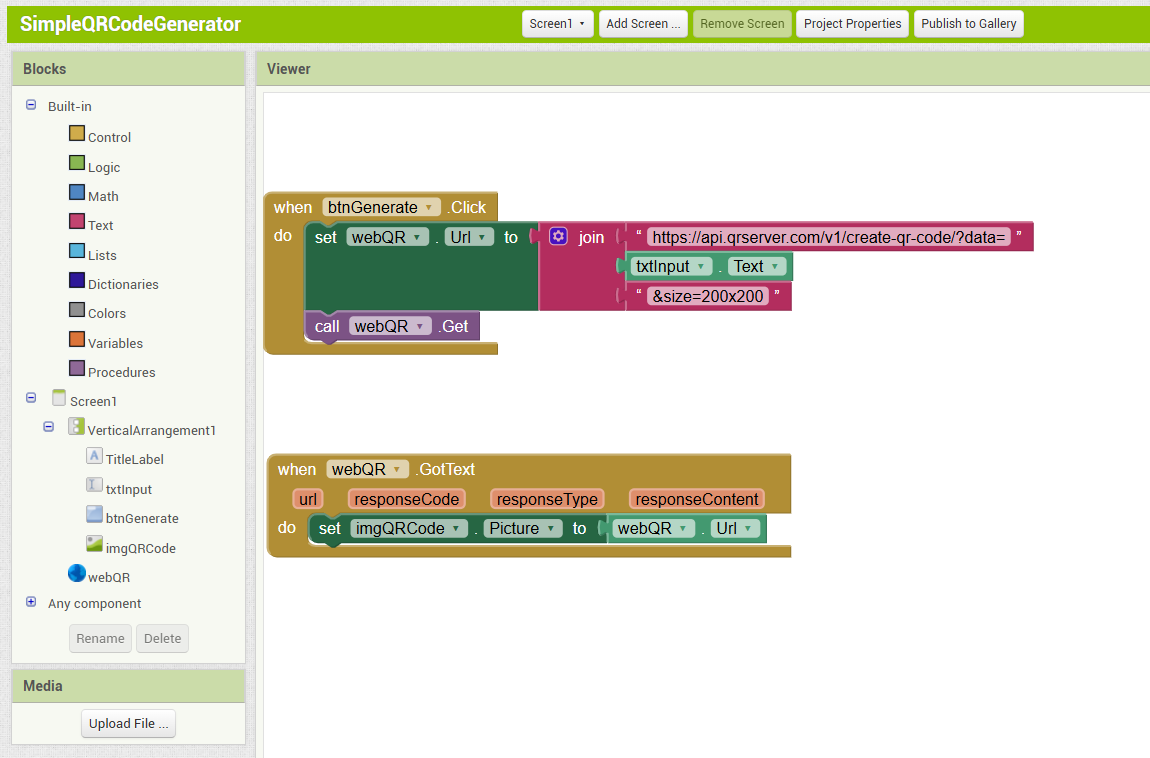 SimpleQRCodeGenerator
Screen1
Add Screen ...
Remove Screen
Project Properties
Publish to Gallery
Blocks
Built-in
Control
Logic
Math
Text
Lists
Dictionaries
Colors
Variables
Procedures
Screen1
VerticalArrangement1
TitleLabel
txtInput
btnGenerate
imgQRCode
webQR
Any component
Rename
Delete
Media
Upload File ...
Viewer
when btnGenerate .Click
do set webQR . Url to join “ https://api.qrserver.com/v1/create-qr-code/?data= ”
txtInput . Text
“ &size=200x200 ”
call webQR .Get
when webQR .GotText
url responseCode responseType responseContent
do set imgQRCode . Picture to webQR . Url